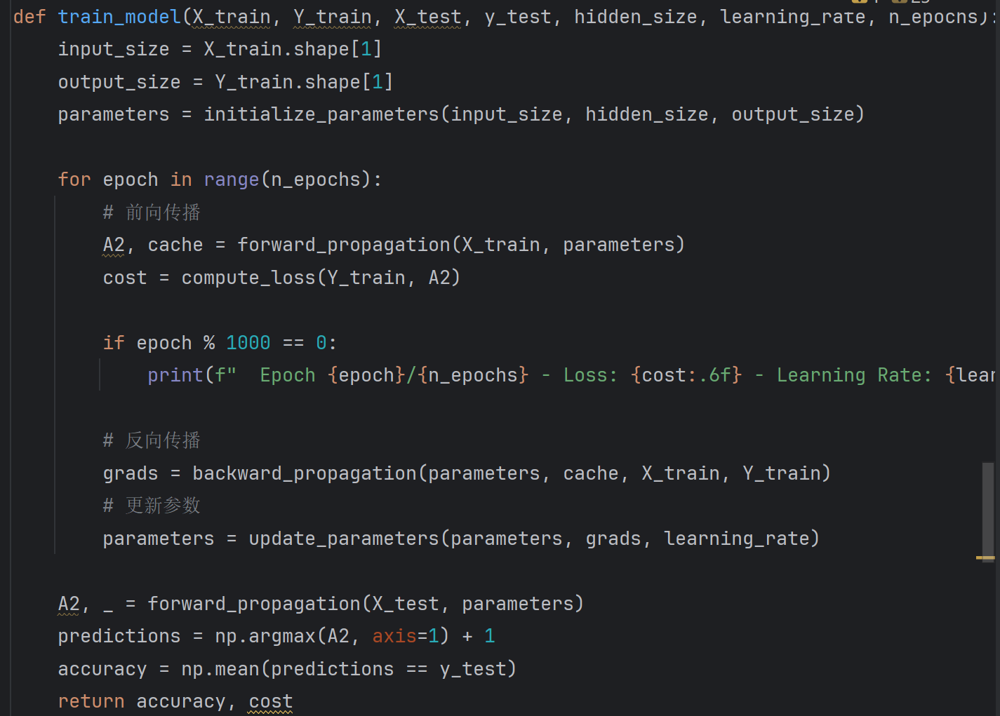 def train_model(X_train, Y_train, X_test, y_test, hidden_size, learning_rate, n_epochs):
    input_size = X_train.shape[1]
    output_size = Y_train.shape[1]
    parameters = initialize_parameters(input_size, hidden_size, output_size)
    for epoch in range(n_epochs):
        # 前向传播
        A2, cache = forward_propagation(X_train, parameters)
        cost = compute_loss(Y_train, A2)
        if epoch % 1000 == 0:
            print(f"  Epoch {epoch}/{n_epochs} - Loss: {cost:.6f} - Learning Rate: {lear
        # 反向传播
        grads = backward_propagation(parameters, cache, X_train, Y_train)
        # 更新参数
        parameters = update_parameters(parameters, grads, learning_rate)
    A2, _ = forward_propagation(X_test, parameters)
    predictions = np.argmax(A2, axis=1) + 1
    accuracy = np.mean(predictions == y_test)
    return accuracy, cost